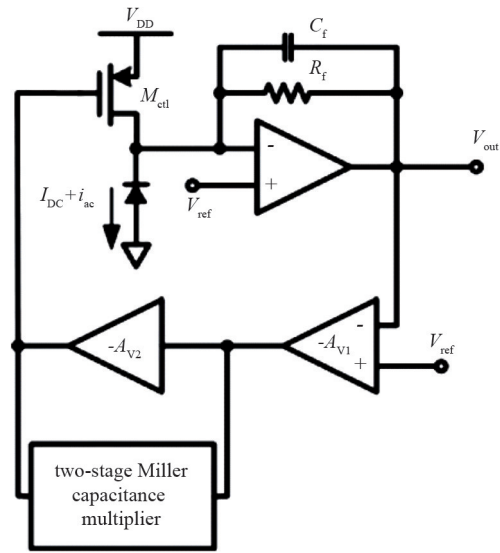 V_DD
C_f
R_f
M_ctl
-
+
V_out
I_DC + i_ac
V_ref
-A_V2
-A_V1
-
+
V_ref
two-stage Miller
capacitance
multiplier